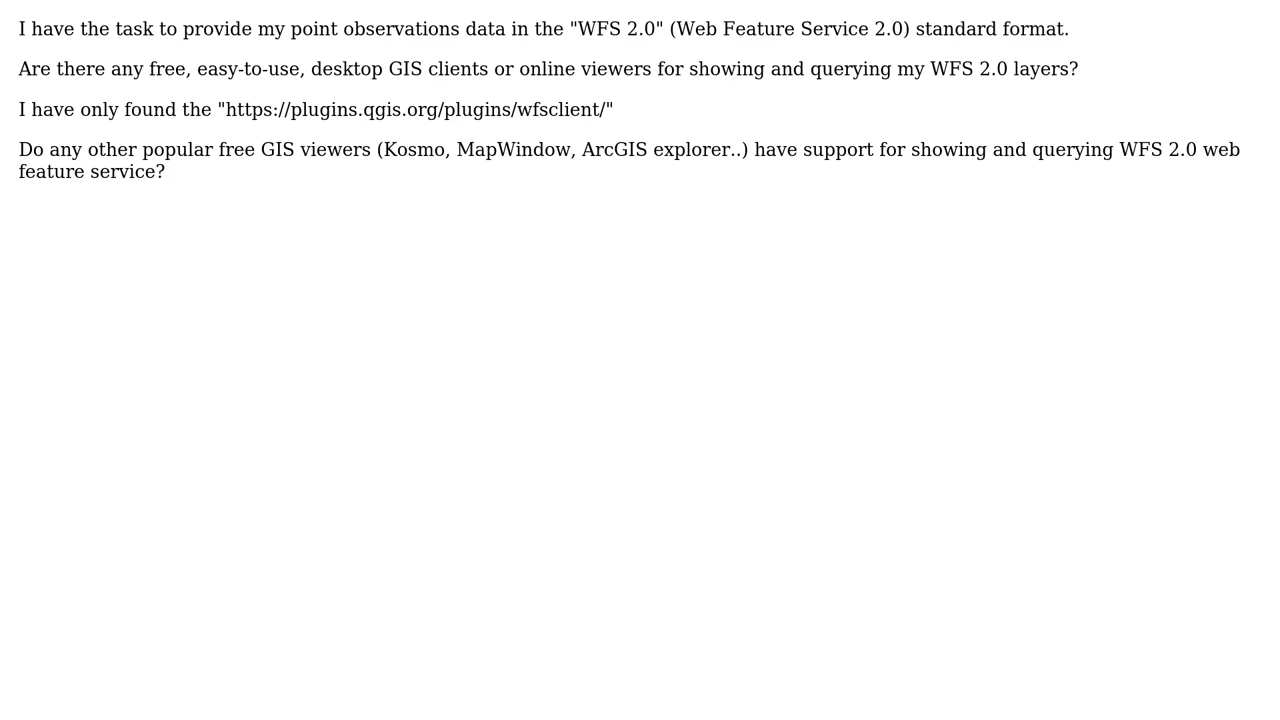 I have the task to provide my point observations data in the "WFS 2.0" (Web Feature Service 2.0) standard format.
Are there any free, easy-to-use, desktop GIS clients or online viewers for showing and querying my WFS 2.0 layers?
I have only found the "https://plugins.qgis.org/plugins/wfsclient/"
Do any other popular free GIS viewers (Kosmo, MapWindow, ArcGIS explorer..) have support for showing and querying WFS 2.0 web
feature service?